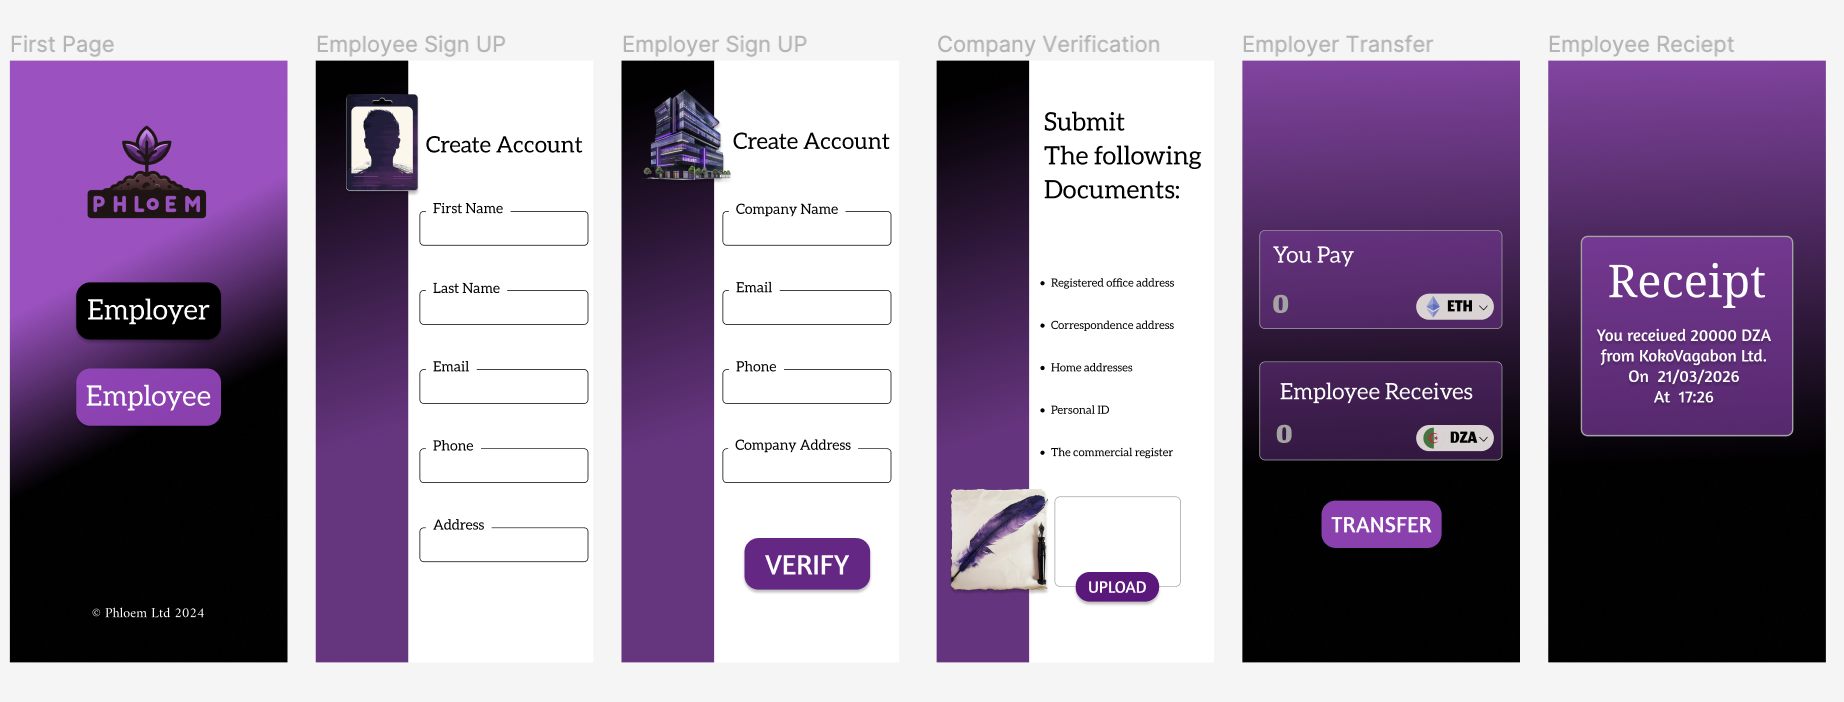 First Page
PHLOEM
Employer
Employee
© Phloem Ltd 2024
Employee Sign UP
Create Account
First Name
Last Name
Email
Phone
Address
Employer Sign UP
Create Account
Company Name
Email
Phone
Company Address
VERIFY
Company Verification
Submit
The following
Documents:
• Registered office address
• Correspondence address
• Home addresses
• Personal ID
• The commercial register
UPLOAD
Employer Transfer
You Pay
0
ETH
Employee Receives
0
DZA
TRANSFER
Employee Reciept
Receipt
You received 20000 DZA
from KokoVagabon Ltd.
On 21/03/2026
At 17:26